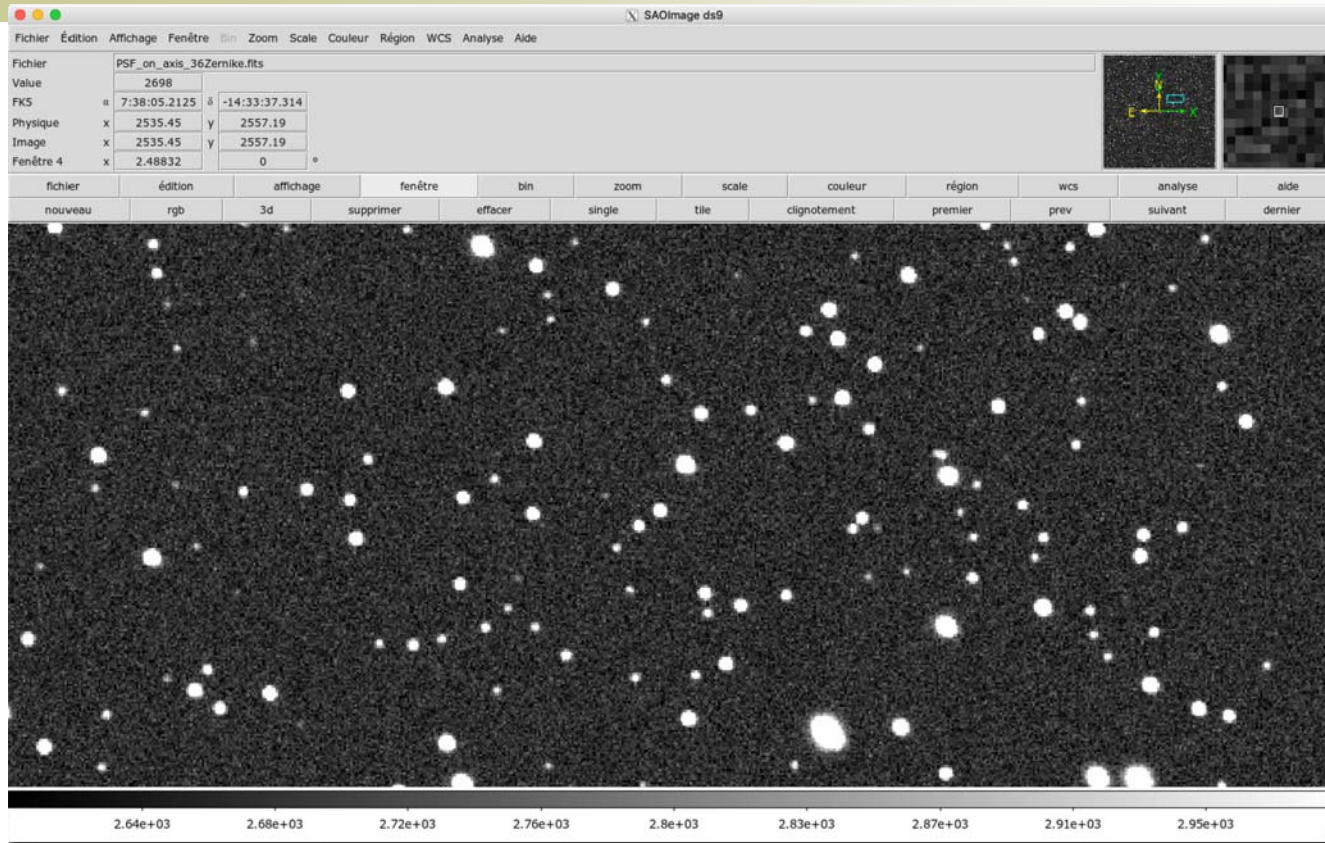 SAOImage ds9
Fichier Édition Affichage Fenêtre Bin Zoom Scale Couleur Région WCS Analyse Aide
Fichier PSF_on_axis_36Zernike.fits
Value 2698
FK5 α 7:38:05.2125 δ -14:33:37.314
Physique x 2535.45 y 2557.19
Image x 2535.45 y 2557.19
Fenêtre 4 x 2.48832 0 °
Y
N
E X
fichier édition affichage fenêtre bin zoom scale couleur région wcs analyse aide
nouveau rgb 3d supprimer effacer single tile clignotement premier prev suivant dernier
2.64e+03 2.68e+03 2.72e+03 2.76e+03 2.8e+03 2.83e+03 2.87e+03 2.91e+03 2.95e+03